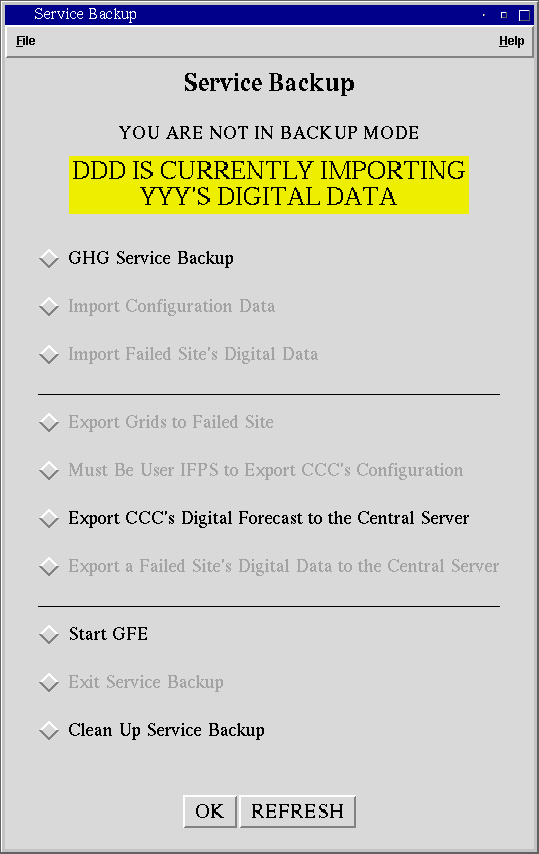 Service Backup
File
Help
Service Backup
YOU ARE NOT IN BACKUP MODE
DDD IS CURRENTLY IMPORTING
YYY'S DIGITAL DATA
GHG Service Backup
Import Configuration Data
Import Failed Site's Digital Data
Export Grids to Failed Site
Must Be User IFPS to Export CCC's Configuration
Export CCC's Digital Forecast to the Central Server
Export a Failed Site's Digital Data to the Central Server
Start GFE
Exit Service Backup
Clean Up Service Backup
OK
REFRESH